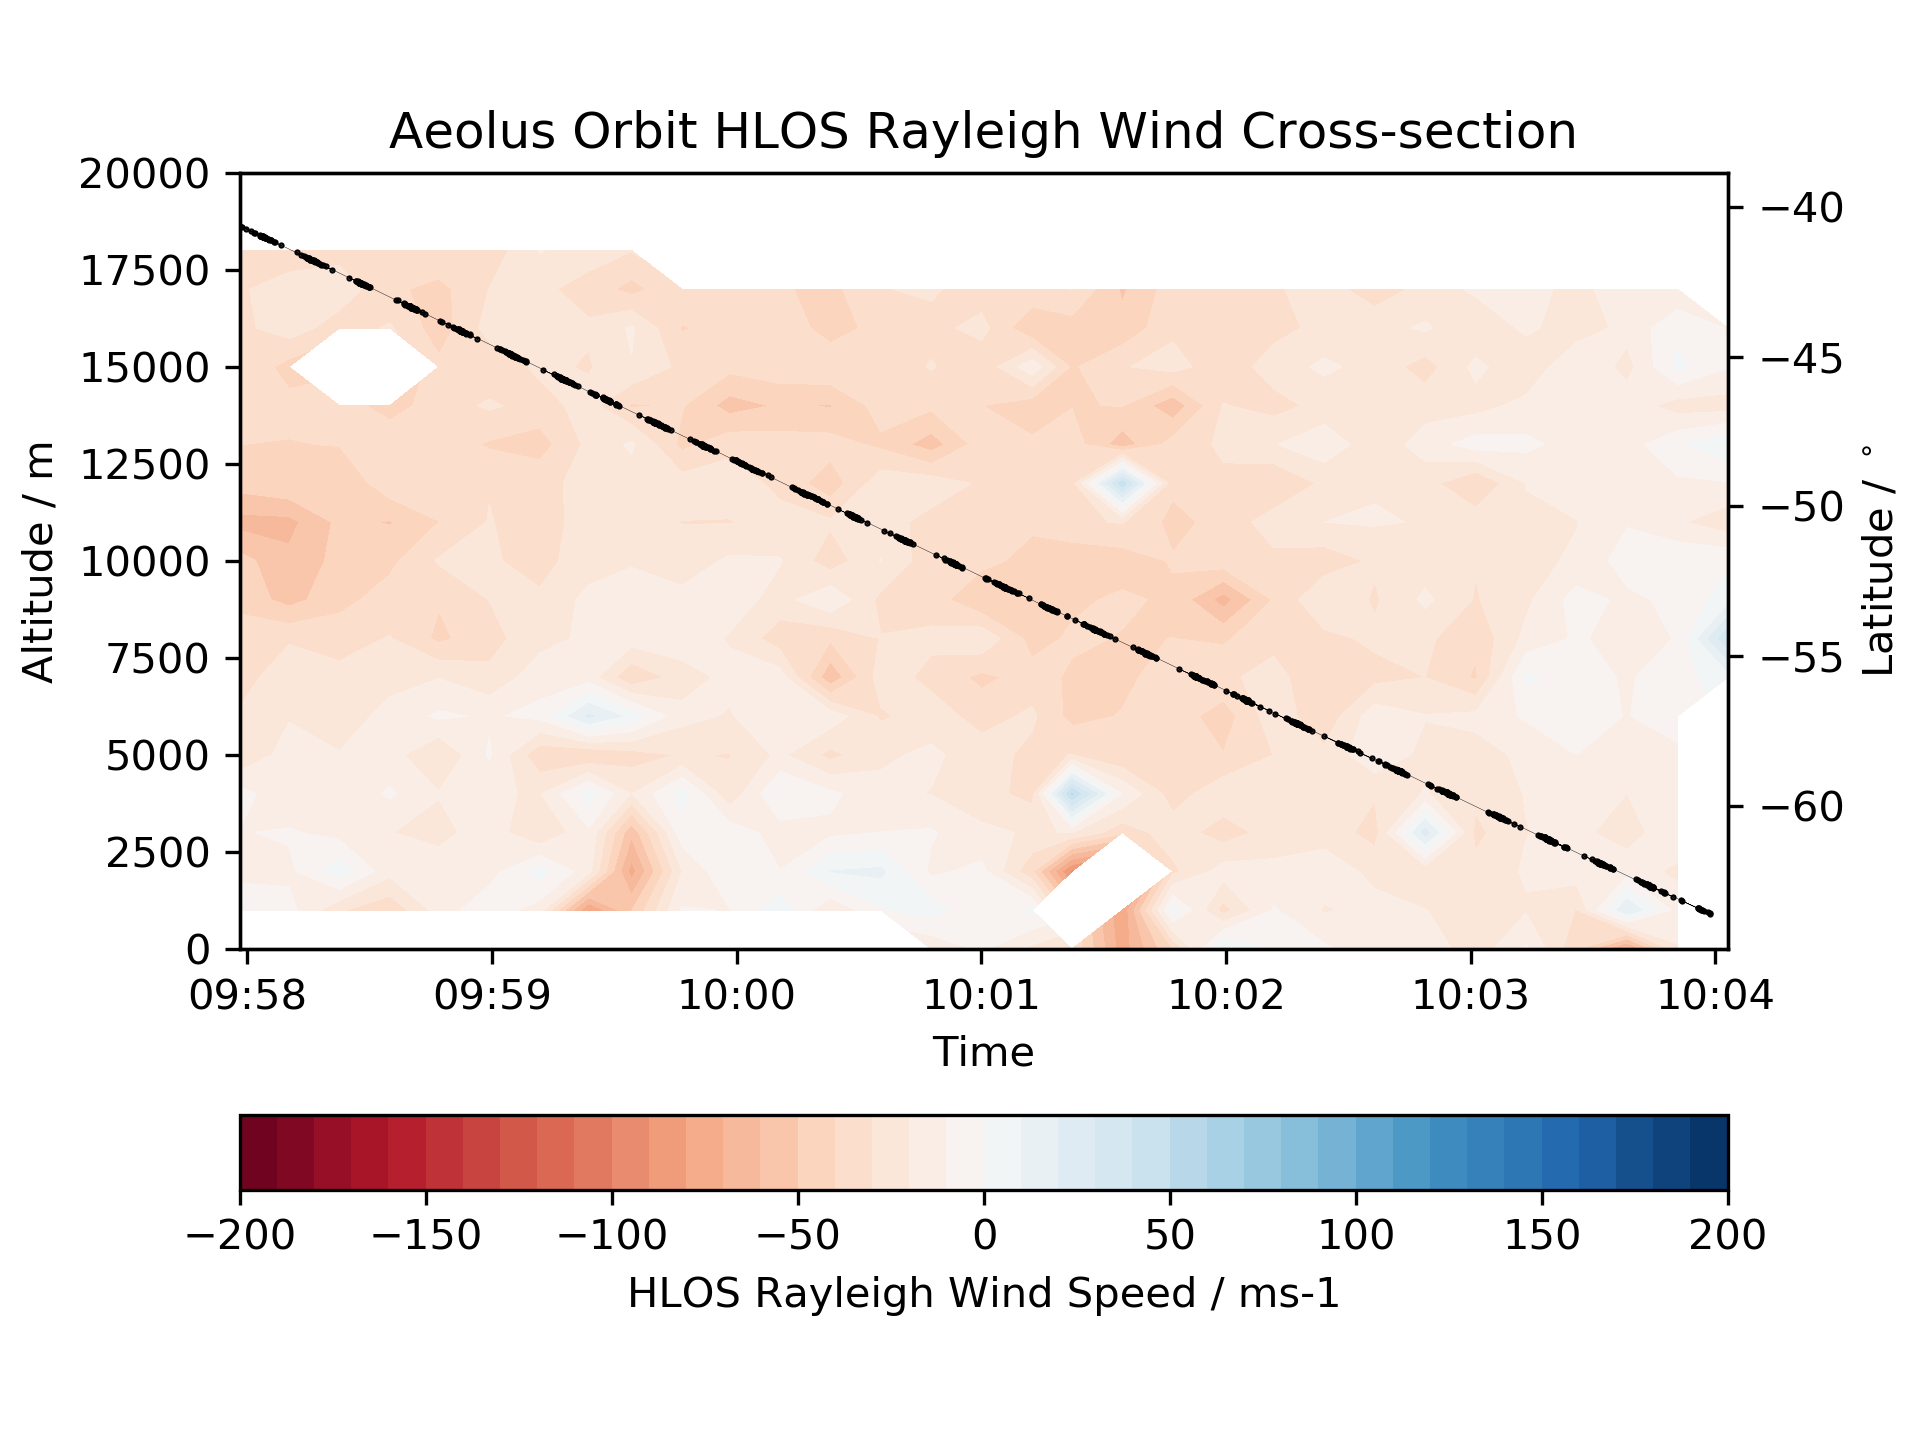 Aeolus Orbit HLOS Rayleigh Wind Cross-section
20000
17500
15000
12500
10000
7500
5000
2500
0
Altitude / m
−40
−45
−50
−55
−60
Latitude / °
09:58 09:59 10:00 10:01 10:02 10:03 10:04
Time
−200 −150 −100 −50 0 50 100 150 200
HLOS Rayleigh Wind Speed / ms-1